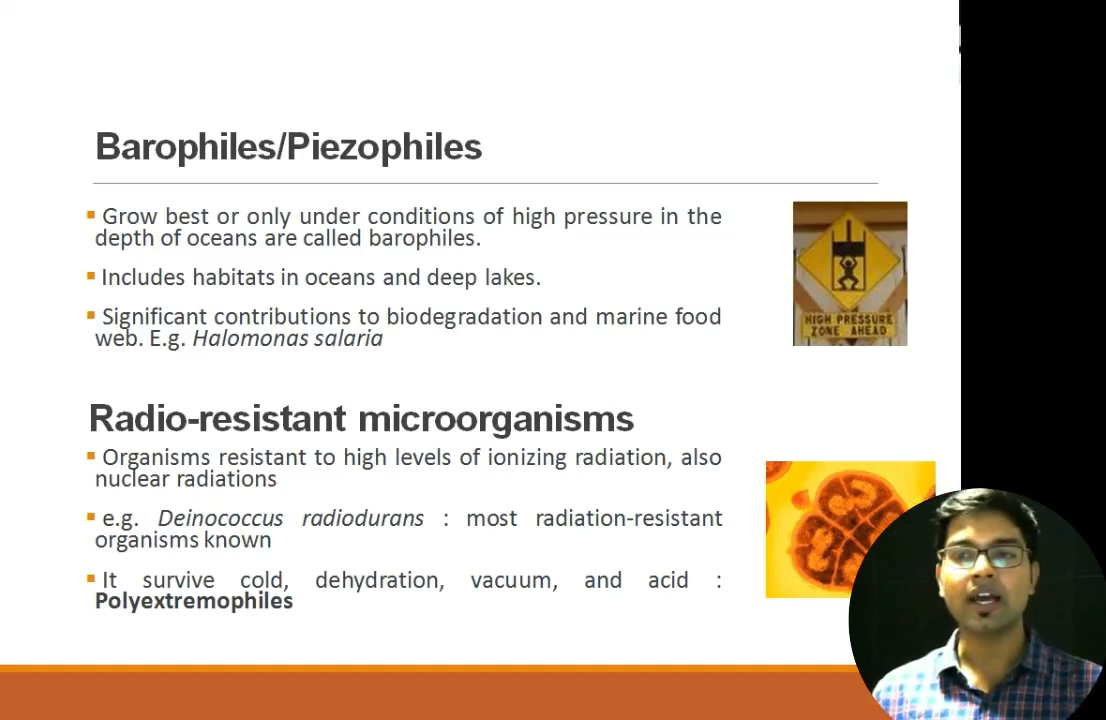 Barophiles/Piezophiles
▪ Grow best or only under conditions of high pressure in the
depth of oceans are called barophiles.
▪ Includes habitats in oceans and deep lakes.
▪ Significant contributions to biodegradation and marine food
web. E.g. Halomonas salaria
HIGH PRESSURE
ZONE AHEAD
Radio-resistant microorganisms
▪ Organisms resistant to high levels of ionizing radiation, also
nuclear radiations
▪ e.g. Deinococcus radiodurans : most radiation-resistant
organisms known
▪ It survive cold, dehydration, vacuum, and acid :
Polyextremophiles